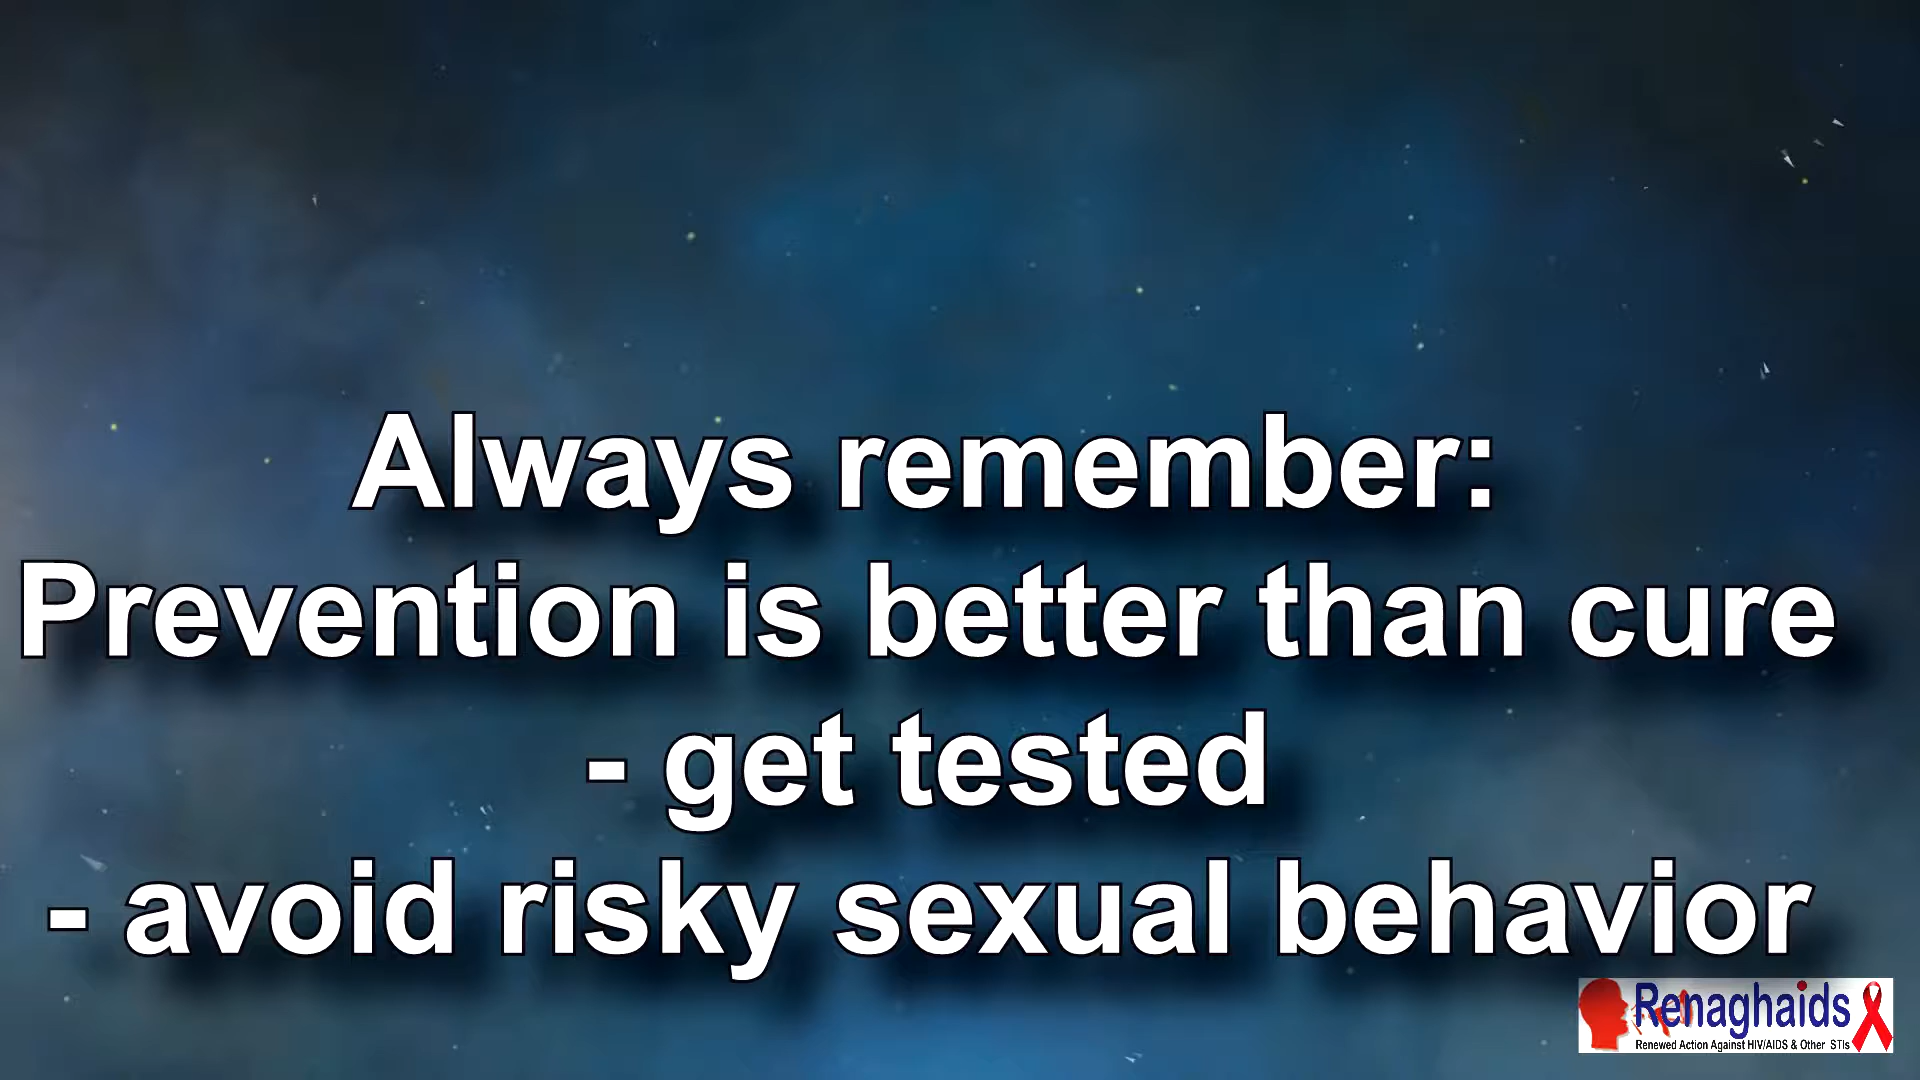 Always remember:
Prevention is better than cure
- get tested
- avoid risky sexual behavior
Renaghaids
Renewed Action Against HIV/AIDS & Other STIs